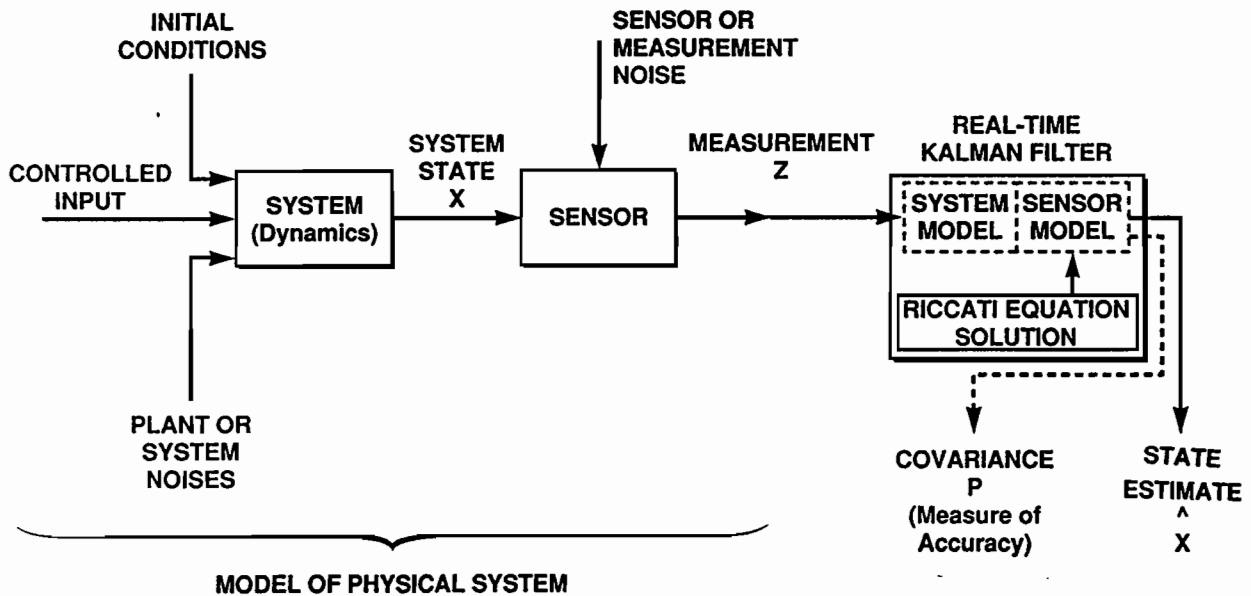 INITIAL
CONDITIONS
SENSOR OR
MEASUREMENT
NOISE
CONTROLLED
INPUT
SYSTEM
(Dynamics)
SYSTEM
STATE
X
SENSOR
MEASUREMENT
Z
REAL-TIME
KALMAN FILTER
SYSTEM
MODEL
SENSOR
MODEL
RICCATI EQUATION
SOLUTION
PLANT OR
SYSTEM
NOISES
COVARIANCE
P
(Measure of
Accuracy)
STATE
ESTIMATE
^
X
MODEL OF PHYSICAL SYSTEM